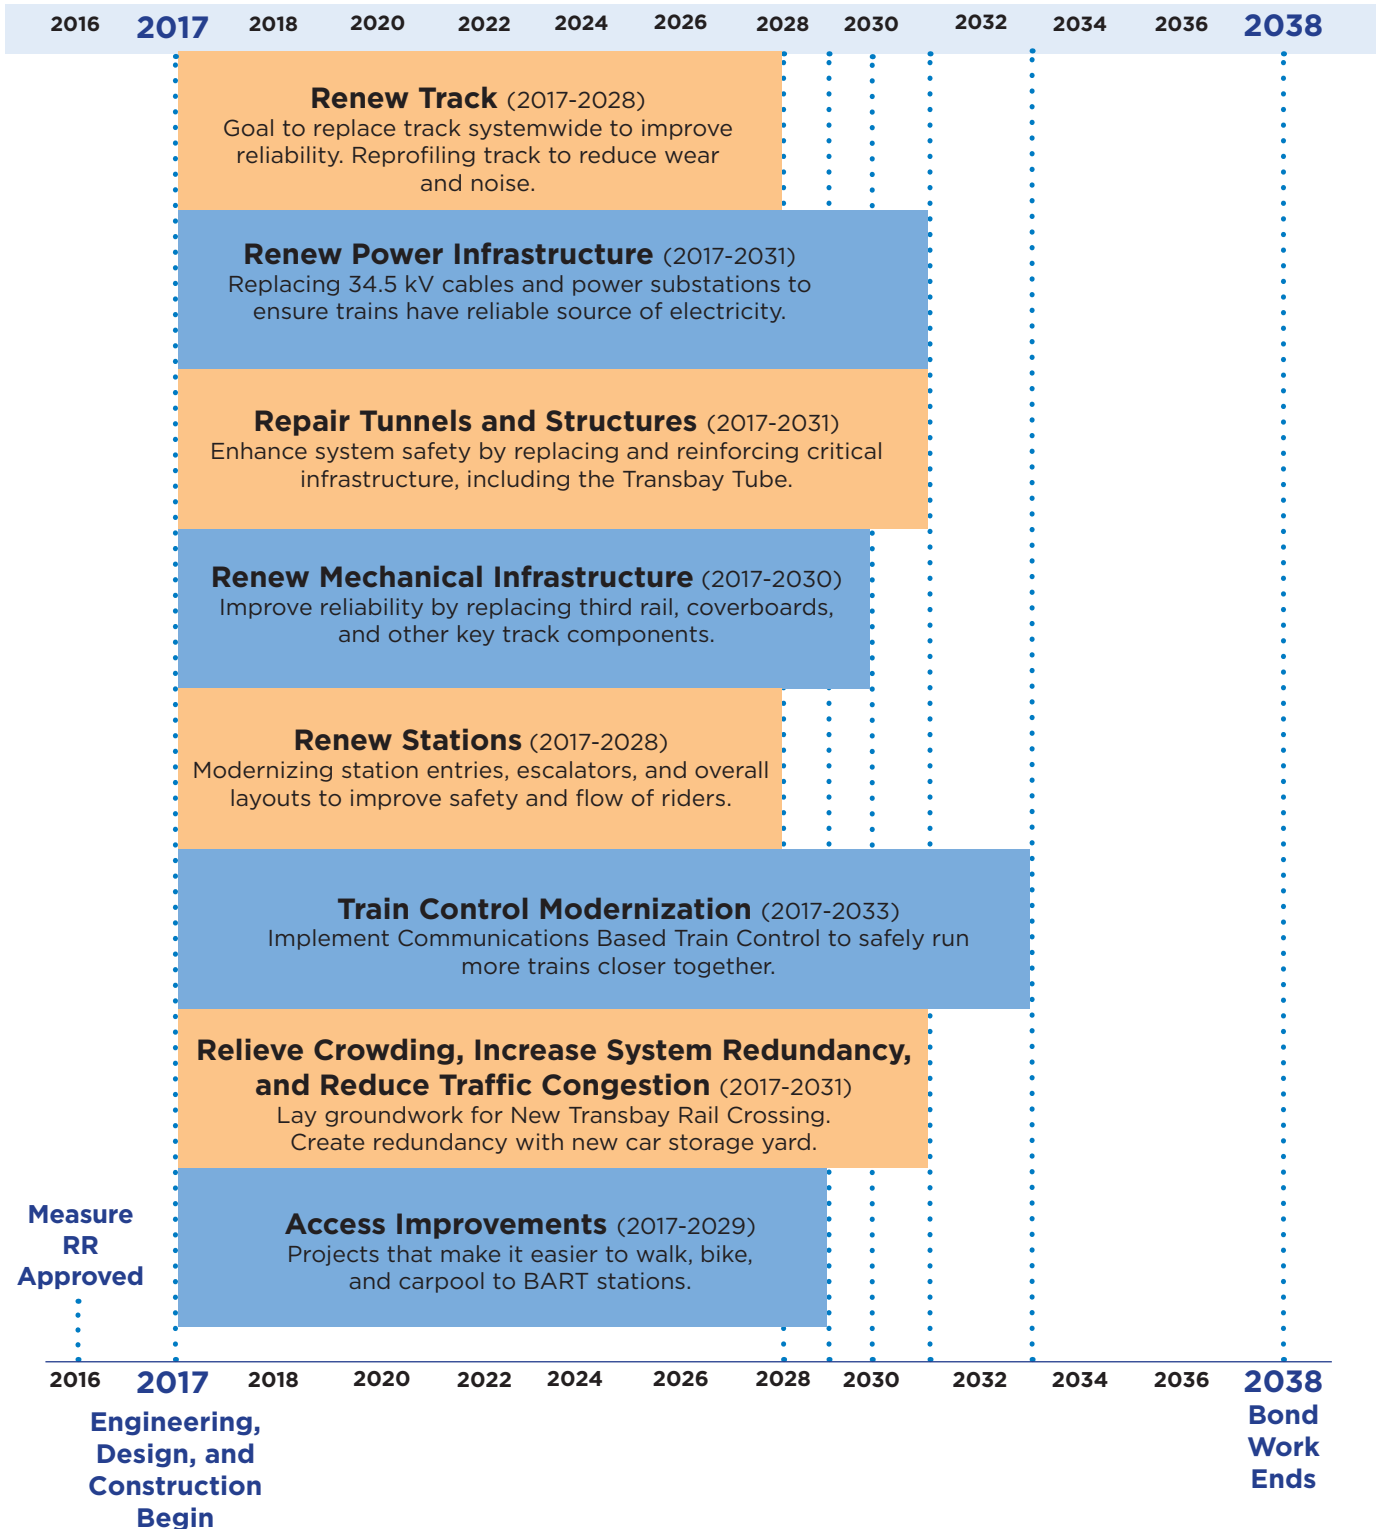 2016 2017 2018 2020 2022 2024 2026 2028 2030 2032 2034 2036 2038
Renew Track (2017-2028)
Goal to replace track systemwide to improve
reliability. Reprofiling track to reduce wear
and noise.
Renew Power Infrastructure (2017-2031)
Replacing 34.5 kV cables and power substations to
ensure trains have reliable source of electricity.
Repair Tunnels and Structures (2017-2031)
Enhance system safety by replacing and reinforcing critical
infrastructure, including the Transbay Tube.
Renew Mechanical Infrastructure (2017-2030)
Improve reliability by replacing third rail, coverboards,
and other key track components.
Renew Stations (2017-2028)
Modernizing station entries, escalators, and overall
layouts to improve safety and flow of riders.
Train Control Modernization (2017-2033)
Implement Communications Based Train Control to safely run
more trains closer together.
Relieve Crowding, Increase System Redundancy,
and Reduce Traffic Congestion (2017-2031)
Lay groundwork for New Transbay Rail Crossing.
Create redundancy with new car storage yard.
Access Improvements (2017-2029)
Projects that make it easier to walk, bike,
and carpool to BART stations.
Measure
RR
Approved
2016 2017 2018 2020 2022 2024 2026 2028 2030 2032 2034 2036 2038
Engineering,
Design, and
Construction
Begin
Bond
Work
Ends